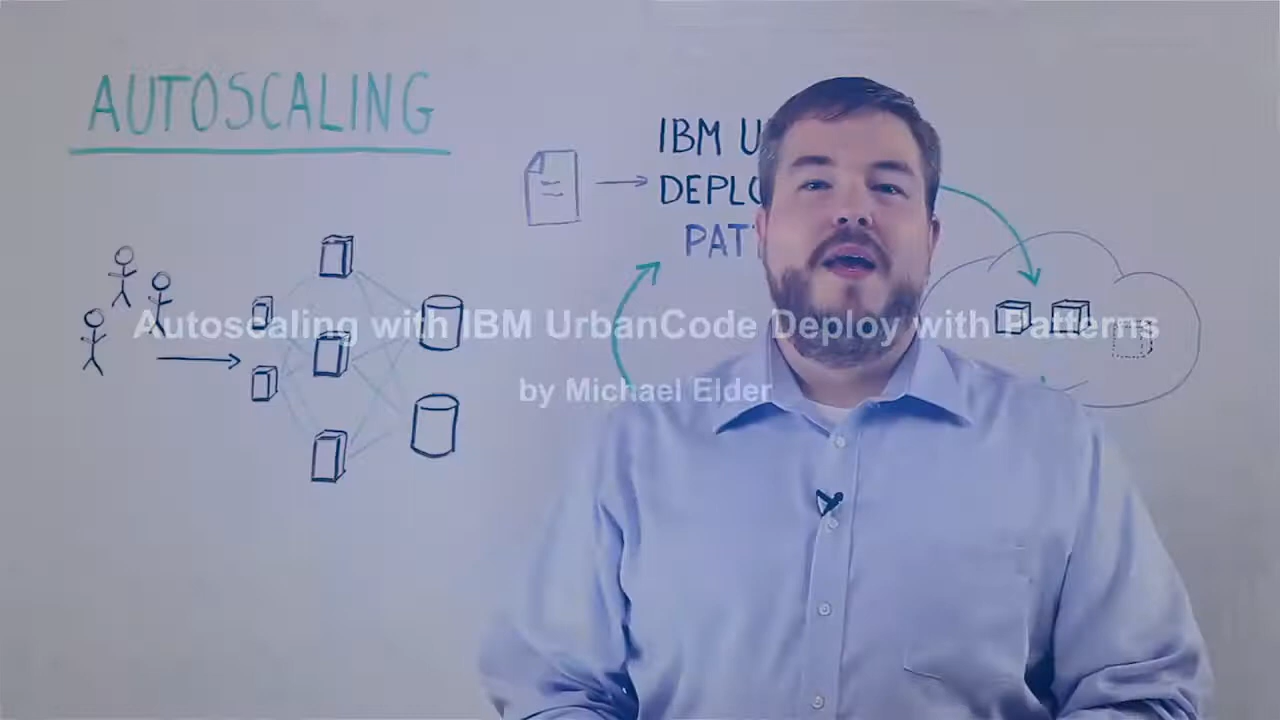 AUTOSCALING
IBM U
DEPLO
PATT
Autoscaling with IBM UrbanCode Deploy with Patterns
by Michael Elder